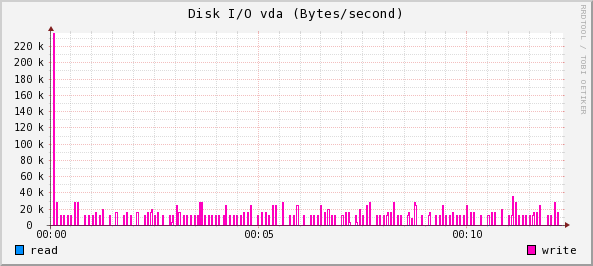 Disk I/O vda (Bytes/second)
RRDTOOL / TOBI OETIKER
220 k
200 k
180 k
160 k
140 k
120 k
100 k
80 k
60 k
40 k
20 k
0
00:00 00:05 00:10
read write